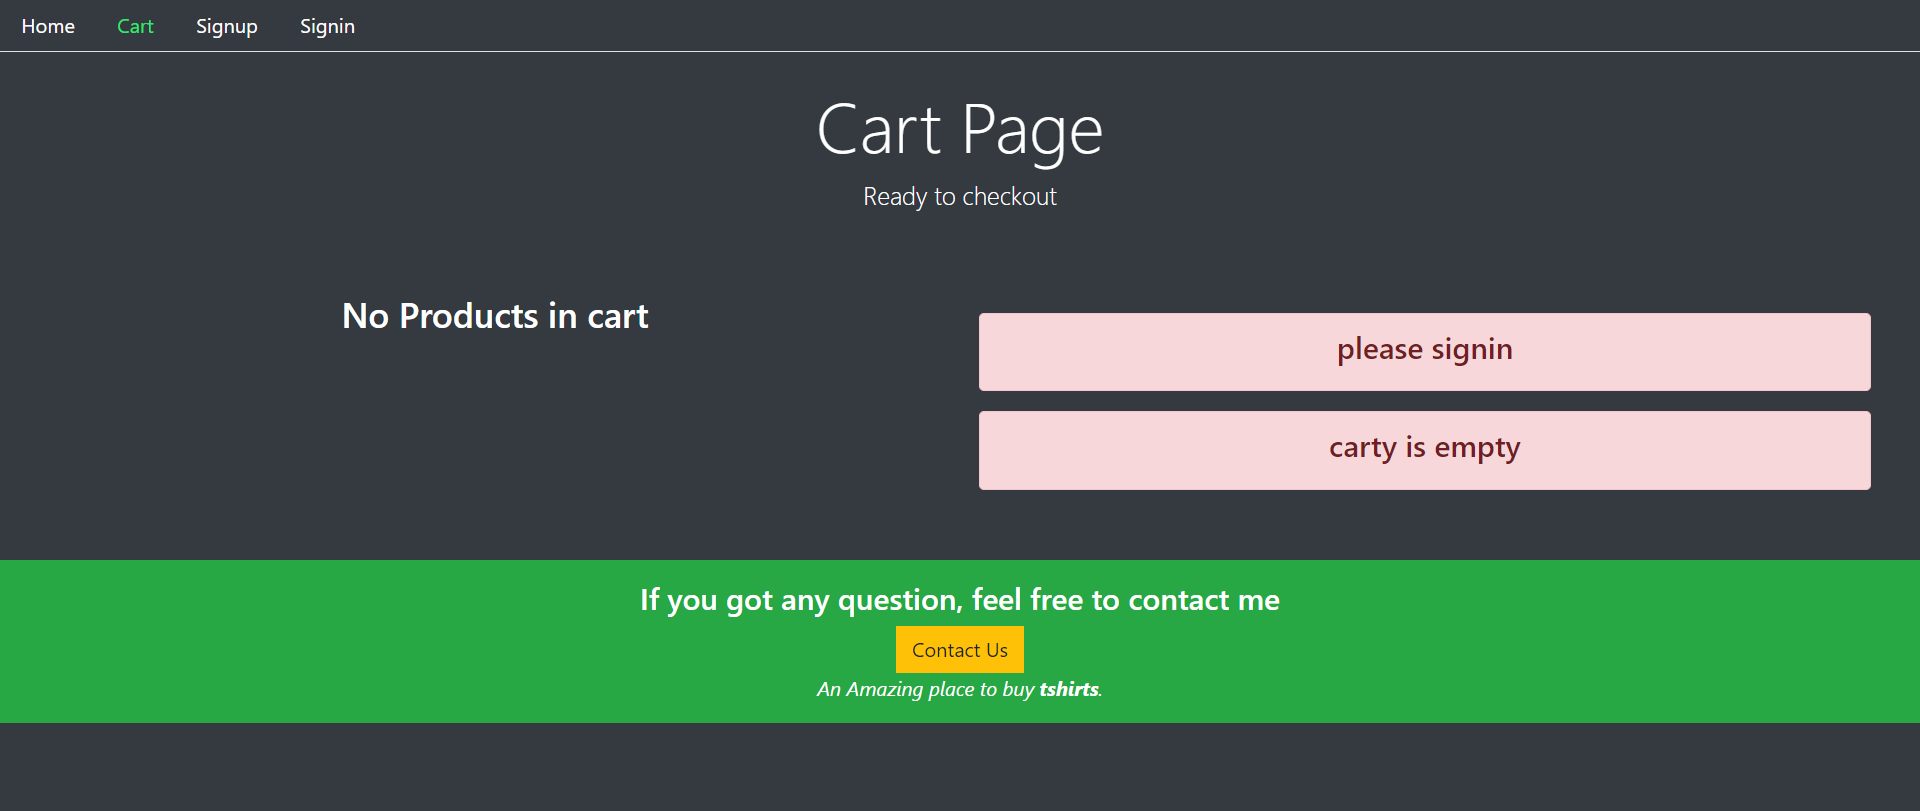 Home Cart Signup Signin
Cart Page
Ready to checkout
No Products in cart
please signin
carty is empty
If you got any question, feel free to contact me
Contact Us
An Amazing place to buy tshirts.